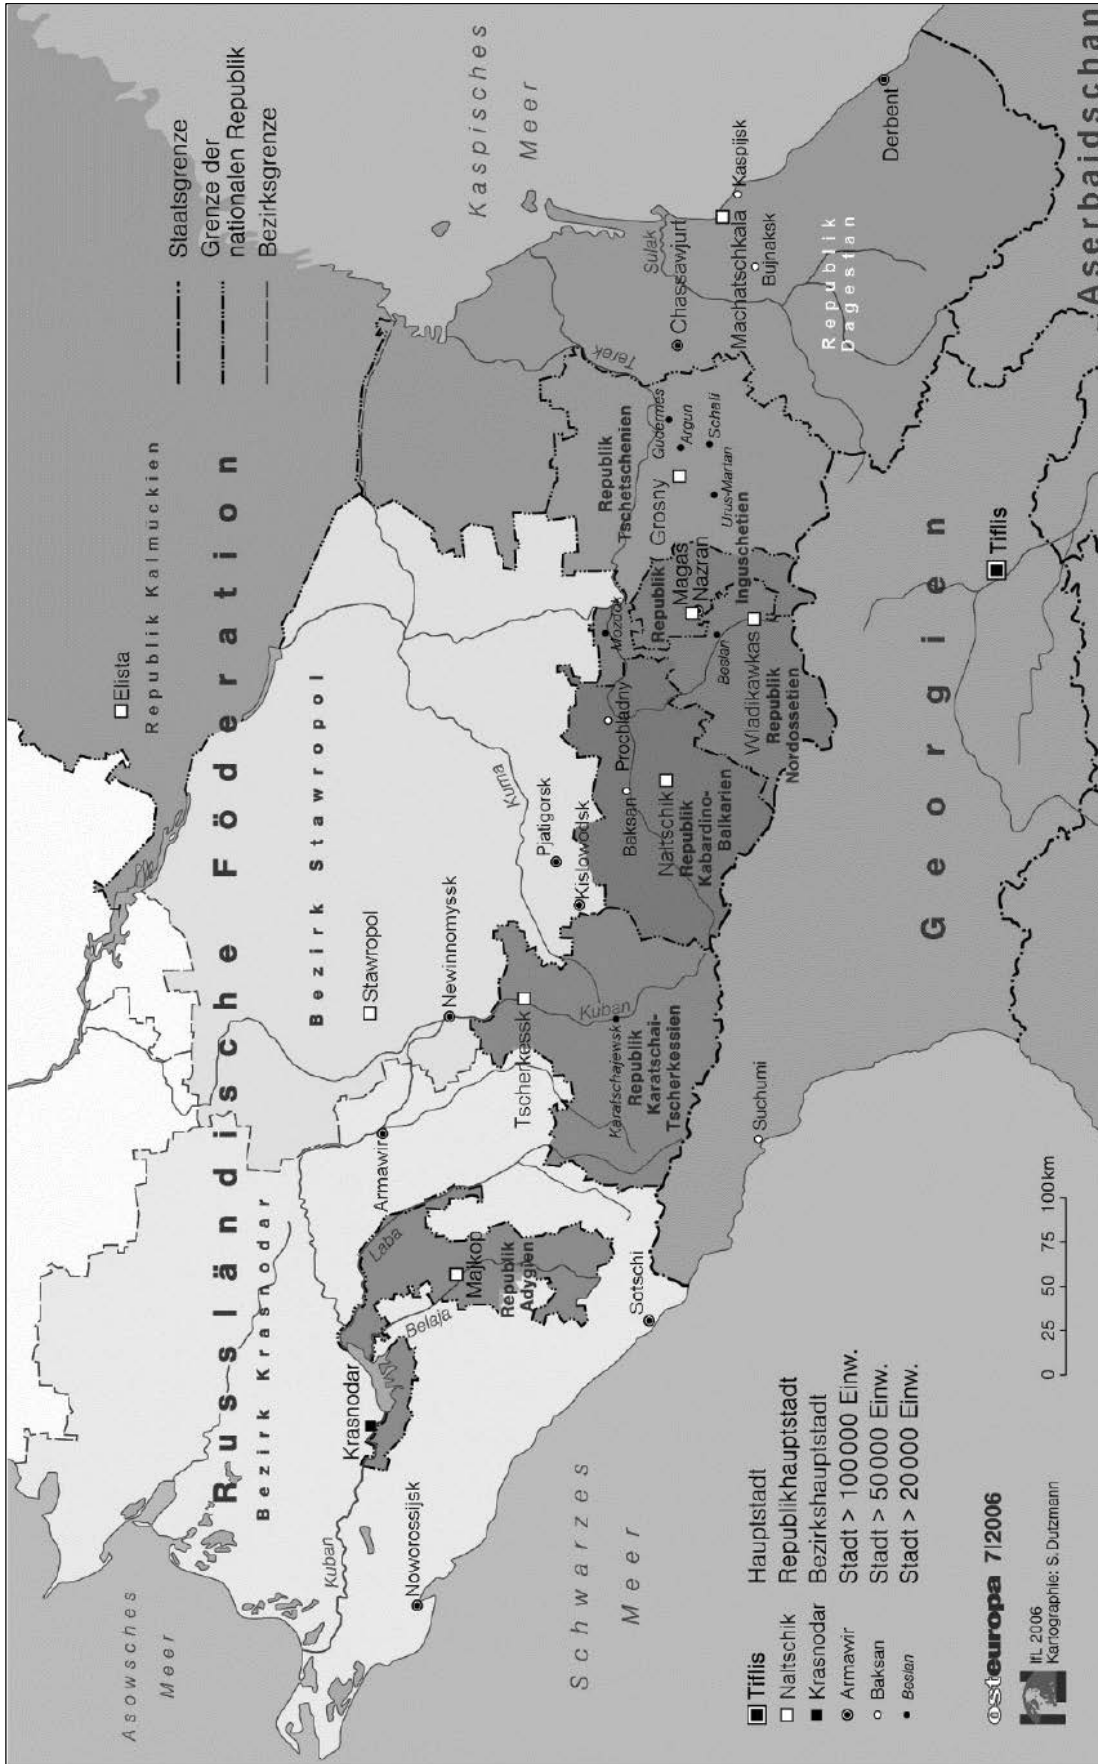 Kaspisches
Meer
Staatsgrenze
Grenze der
nationalen Republik
Bezirksgrenze
Elista
Republik Kalmückien
Russländische Föderation
Bezirk Stawropol
Bezirk Krasnodar
Asowsches
Meer
Kuban
Krasnodar
Noworossijsk
Laba
Belaja
Majkop
Republik
Adygien
Armawir
Stawropol
Newinnomyssk
Tscherkessk
Kuban
Karatschajewsk
Republik
Karatschai-
Tscherkessien
Kuma
Pjatigorsk
Kislowodsk
Baksan
Prochladny
Naltschik
Republik
Kabardino-
Balkarien
Mozdok
Republik
Inguschetien
Magas
Nazran
Beslan
Wladikawkas
Republik
Nordossetien
Republik
Tschetschenien
Grosny
Gudermes
Argun
Schali
Urus-Martan
Terek
Sulak
Chassawjurt
Machatschkala
Kaspijsk
Bujnaksk
Republik
Dagestan
Derbent
Aserbaidschan
Georgien
Tiflis
Suchumi
Sotschi
Schwarzes
Meer
Tiflis Hauptstadt
Naltschik Republikhauptstadt
Krasnodar Bezirkshauptstadt
Armawir Stadt > 100000 Einw.
Baksan Stadt > 50000 Einw.
Beslan Stadt > 20000 Einw.
0 25 50 75 100km
osteuropa 7|2006
IfL 2006
Kartographie: S. Dutzmann